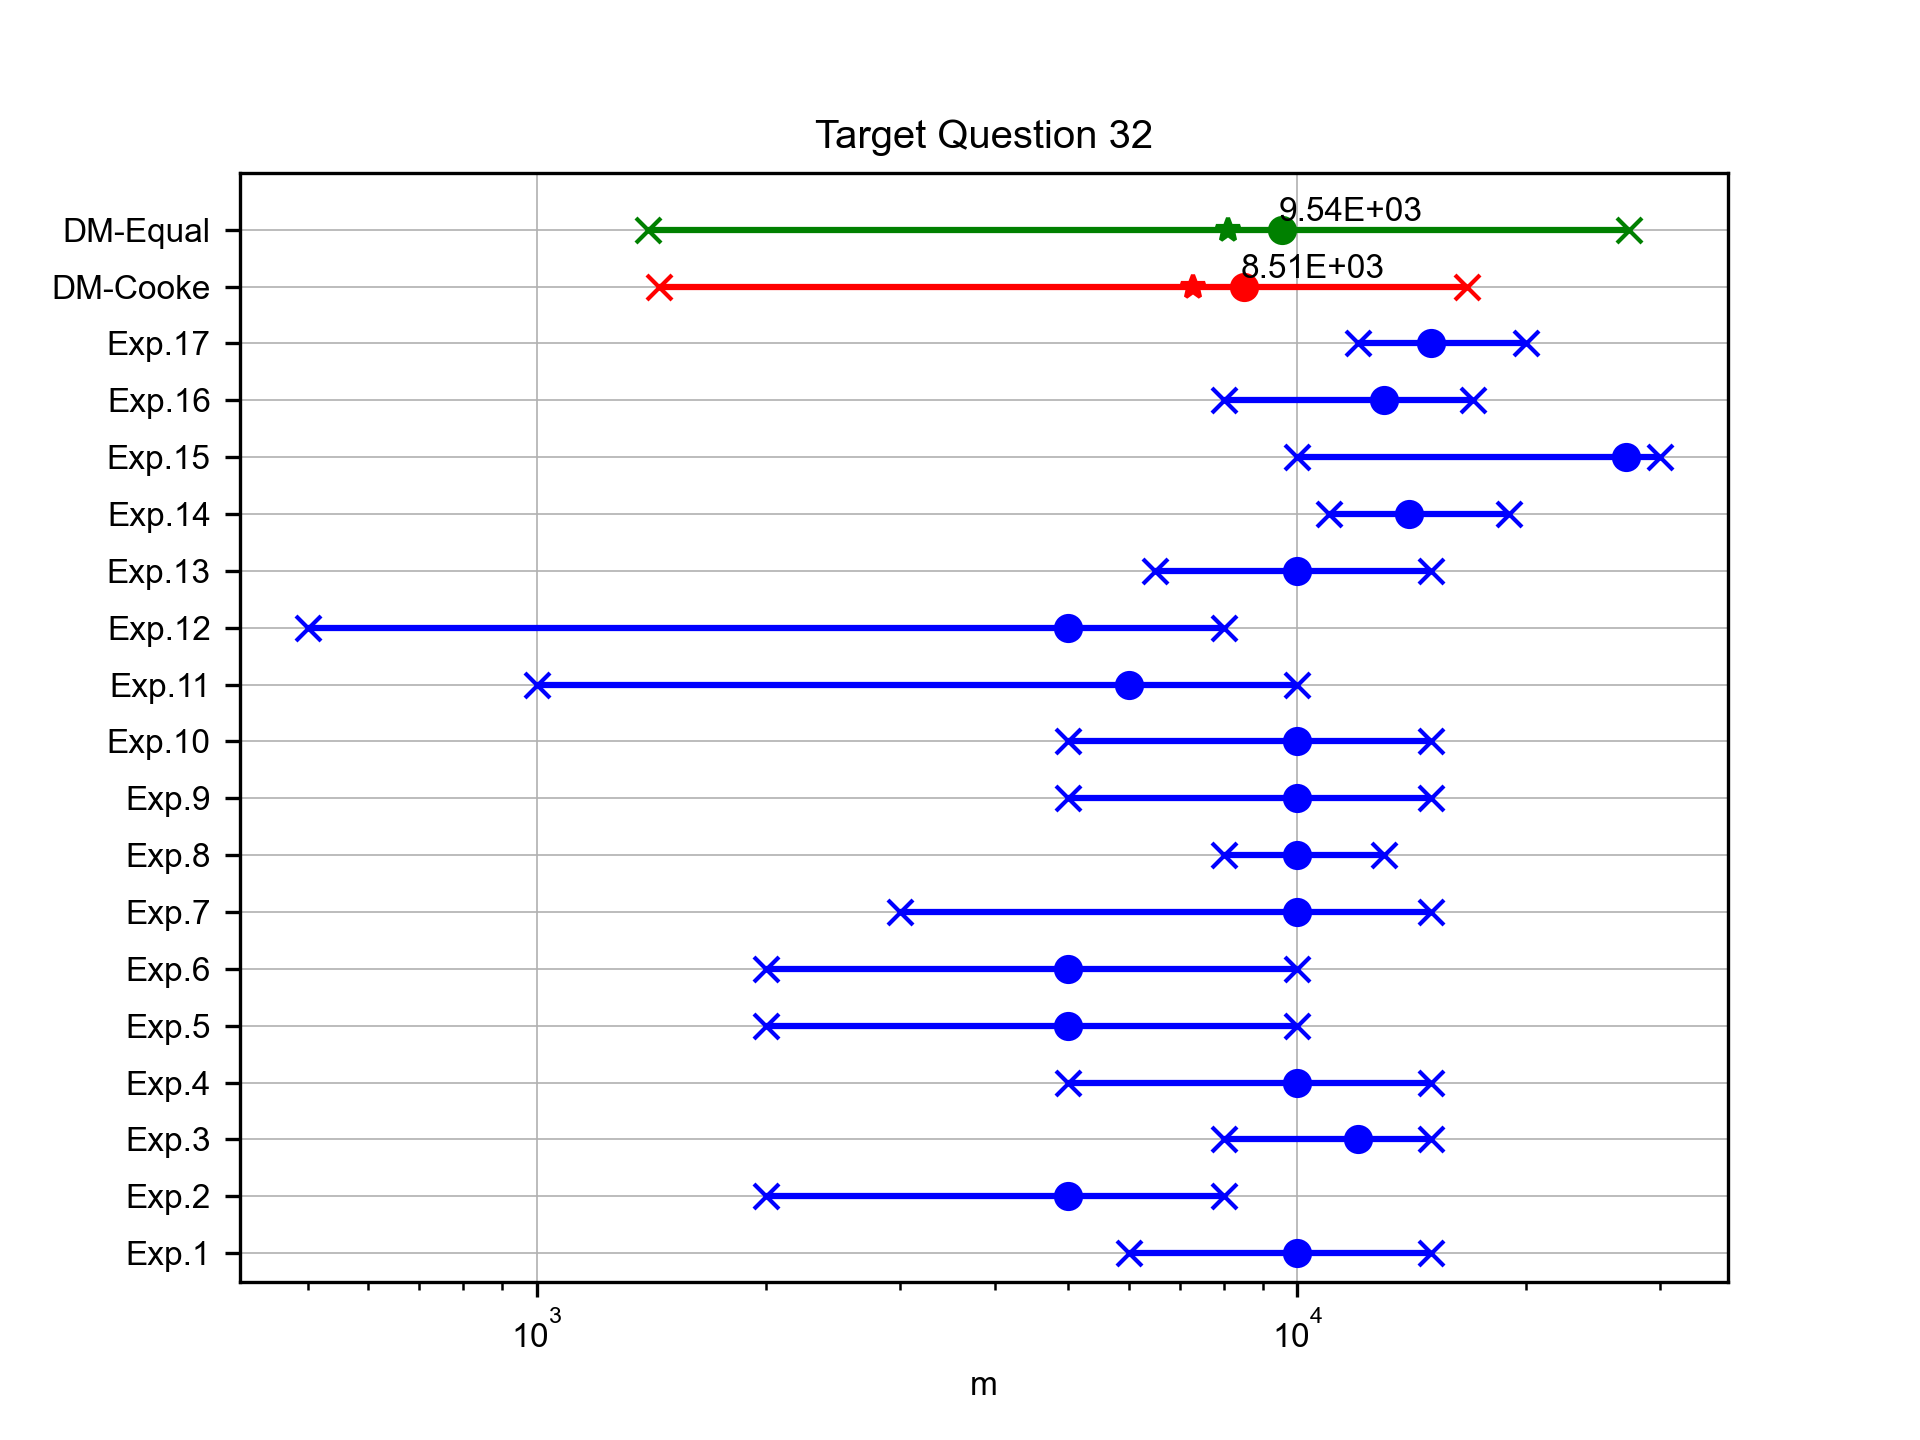 Target Question 32
DM-Equal
9.54E+03
DM-Cooke
8.51E+03
Exp.17
Exp.16
Exp.15
Exp.14
Exp.13
Exp.12
Exp.11
Exp.10
Exp.9
Exp.8
Exp.7
Exp.6
Exp.5
Exp.4
Exp.3
Exp.2
Exp.1
10³ 10⁴
m